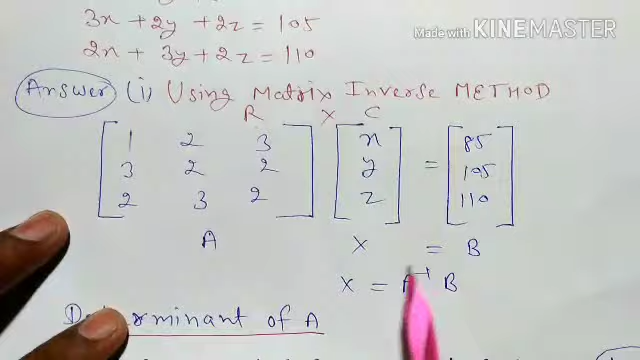 3x + 2y + 2z = 105
Made with KINEMASTER
2x + 3y + 2z = 110
Answer (i) Using Matrix Inverse METHOD
R X C
1 2 3 x = 85
3 2 2 y 105
2 3 2 z 110
A X = B
X = A⁻¹ B
Determinant of A